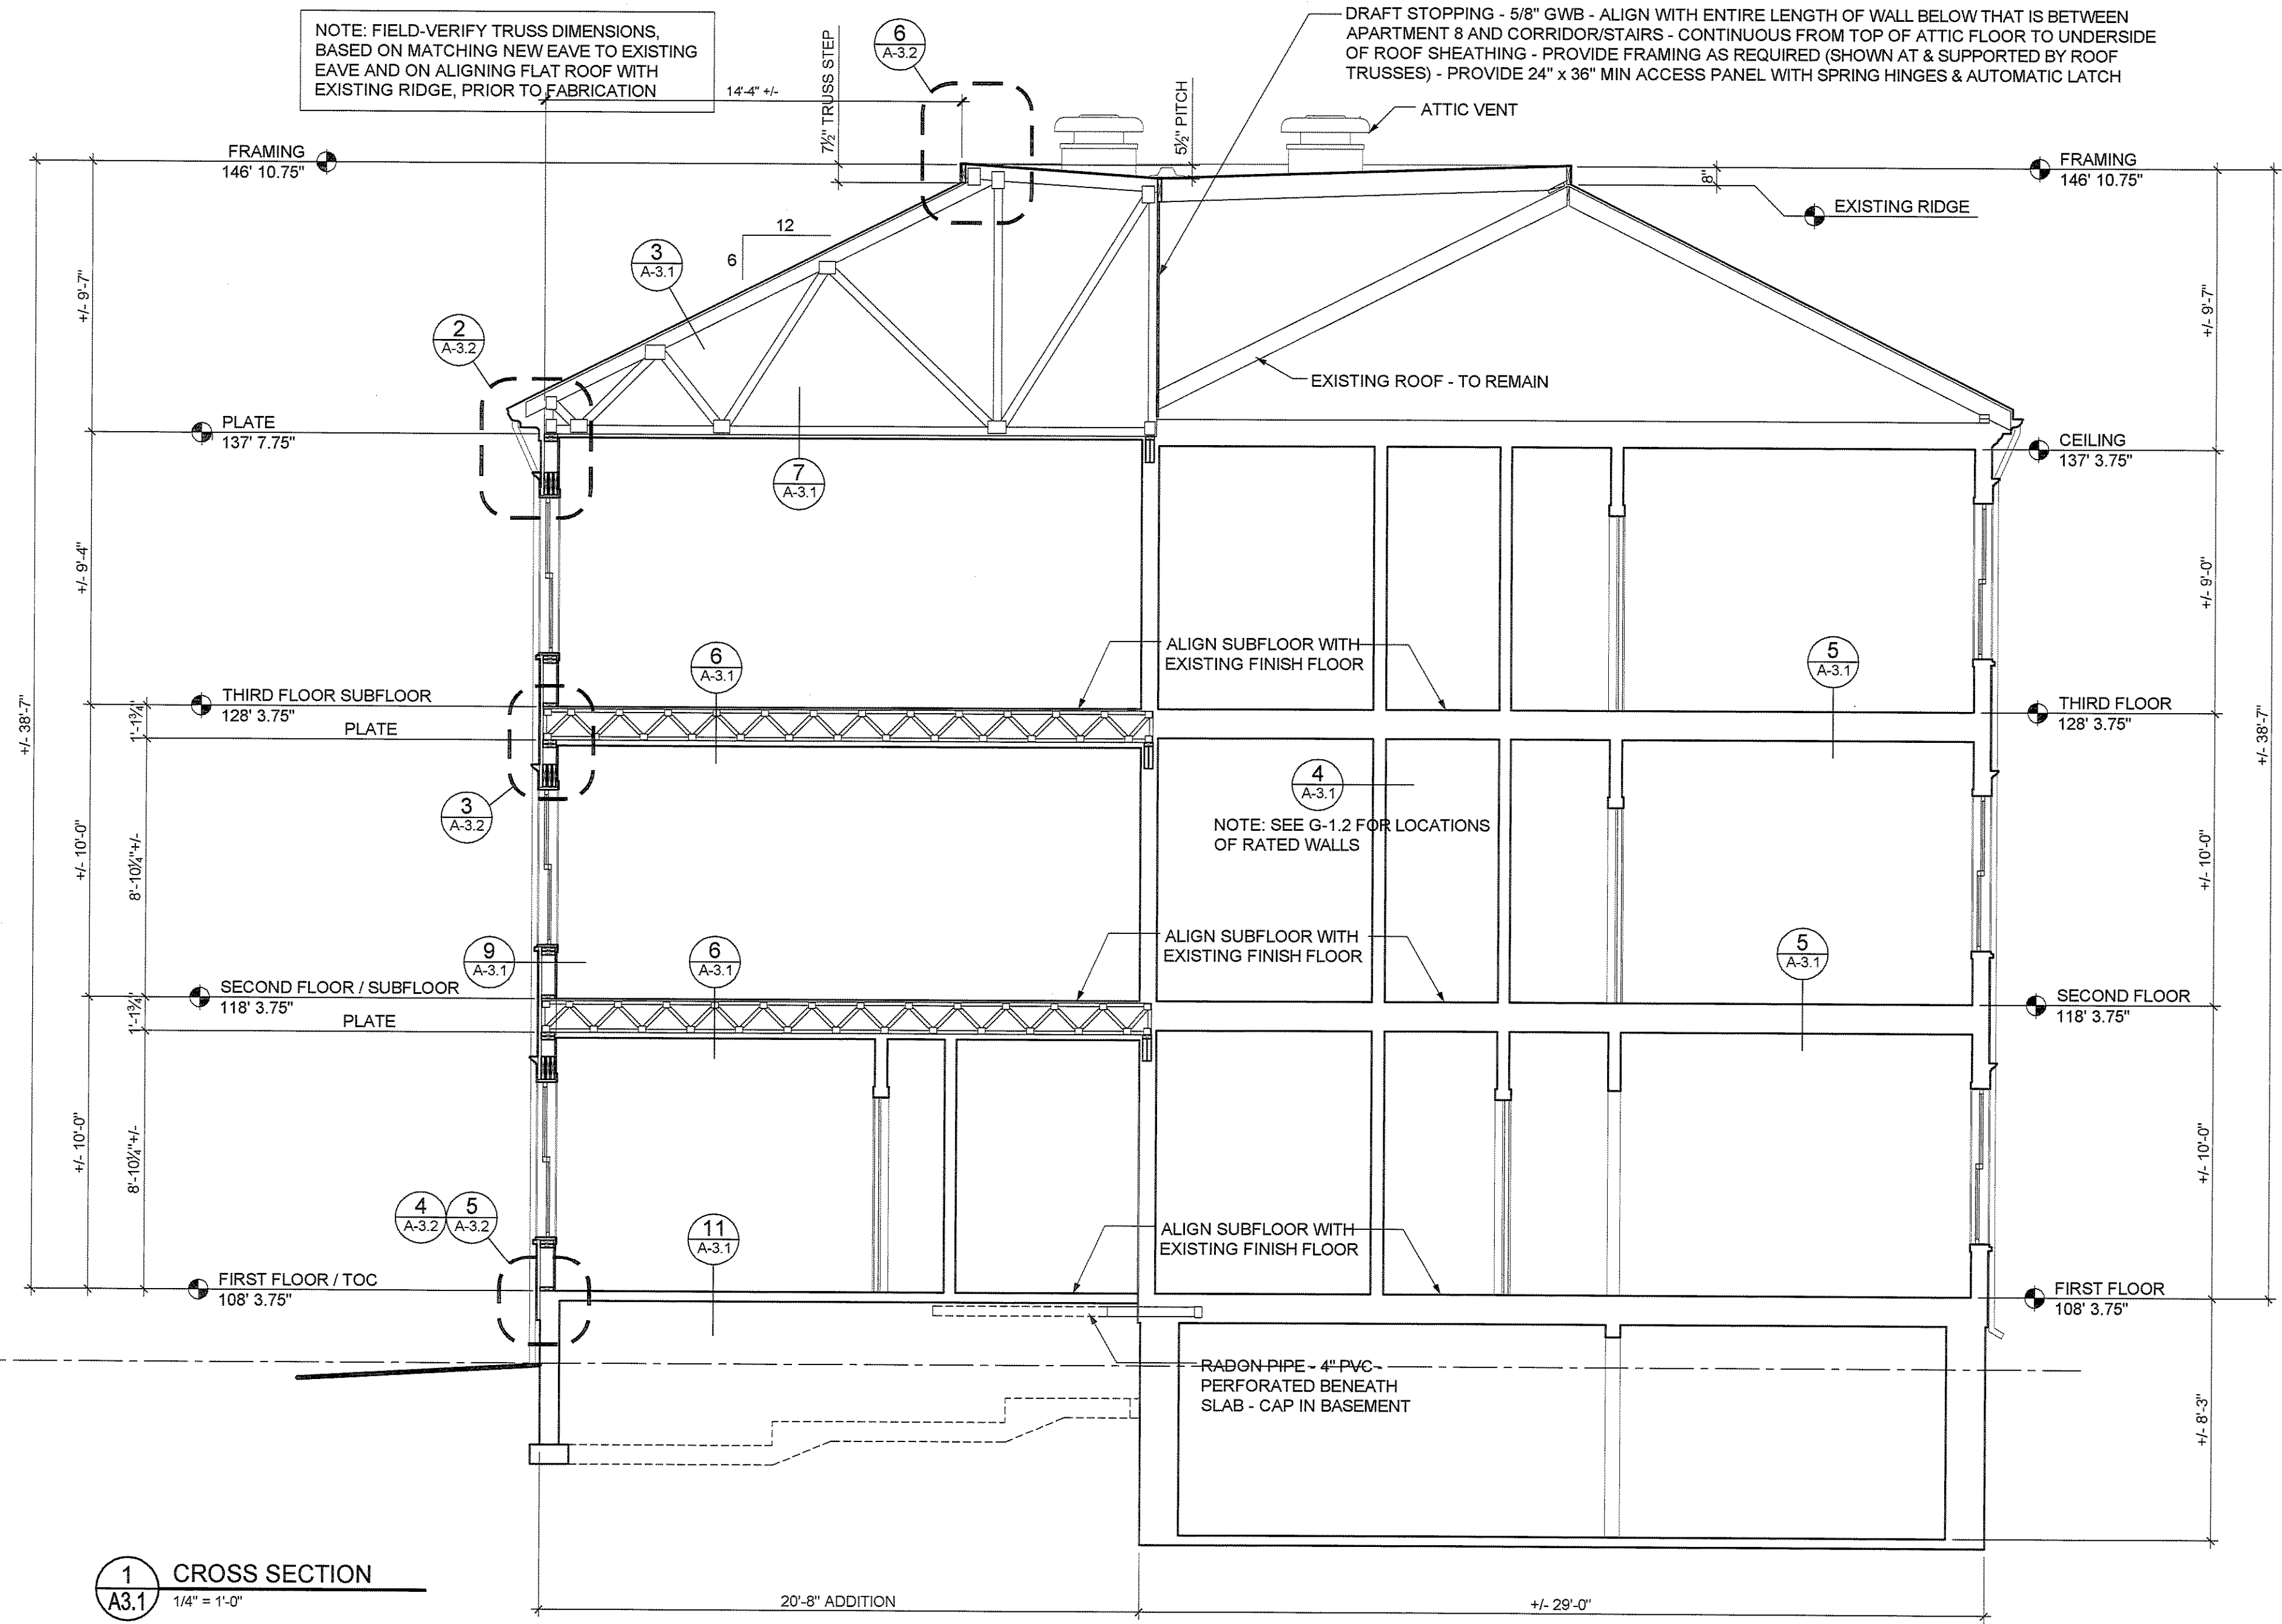 NOTE: FIELD-VERIFY TRUSS DIMENSIONS,
BASED ON MATCHING NEW EAVE TO EXISTING
EAVE AND ON ALIGNING FLAT ROOF WITH
EXISTING RIDGE, PRIOR TO FABRICATION
DRAFT STOPPING - 5/8" GWB - ALIGN WITH ENTIRE LENGTH OF WALL BELOW THAT IS BETWEEN
APARTMENT 8 AND CORRIDOR/STAIRS - CONTINUOUS FROM TOP OF ATTIC FLOOR TO UNDERSIDE
OF ROOF SHEATHING - PROVIDE FRAMING AS REQUIRED (SHOWN AT & SUPPORTED BY ROOF
TRUSSES) - PROVIDE 24" x 36" MIN ACCESS PANEL WITH SPRING HINGES & AUTOMATIC LATCH
6
A-3.2
14'-4" +/-
7½" TRUSS STEP
5½" PITCH
ATTIC VENT
FRAMING
146' 10.75"
FRAMING
146' 10.75"
8"
EXISTING RIDGE
12
6
3
A-3.1
2
A-3.2
+/- 9'-7"
+/- 9'-7"
EXISTING ROOF - TO REMAIN
PLATE
137' 7.75"
CEILING
137' 3.75"
7
A-3.1
+/- 9'-4"
+/- 9'-0"
6
A-3.1
ALIGN SUBFLOOR WITH
EXISTING FINISH FLOOR
5
A-3.1
THIRD FLOOR SUBFLOOR
128' 3.75"
THIRD FLOOR
128' 3.75"
1'-1¾"
PLATE
+/- 38'-7"
+/- 38'-7"
3
A-3.2
4
A-3.1
NOTE: SEE G-1.2 FOR LOCATIONS
OF RATED WALLS
+/- 10'-0"
8'-10¼"+/-
+/- 10'-0"
9
A-3.1
6
A-3.1
ALIGN SUBFLOOR WITH
EXISTING FINISH FLOOR
5
A-3.1
SECOND FLOOR / SUBFLOOR
118' 3.75"
SECOND FLOOR
118' 3.75"
1'-1¾"
PLATE
+/- 10'-0"
8'-10¼"+/-
+/- 10'-0"
4
A-3.2
5
A-3.2
11
A-3.1
ALIGN SUBFLOOR WITH
EXISTING FINISH FLOOR
FIRST FLOOR / TOC
108' 3.75"
FIRST FLOOR
108' 3.75"
RADON PIPE - 4" PVC -
PERFORATED BENEATH
SLAB - CAP IN BASEMENT
+/- 8'-3"
1
A3.1
CROSS SECTION
1/4" = 1'-0"
20'-8" ADDITION
+/- 29'-0"